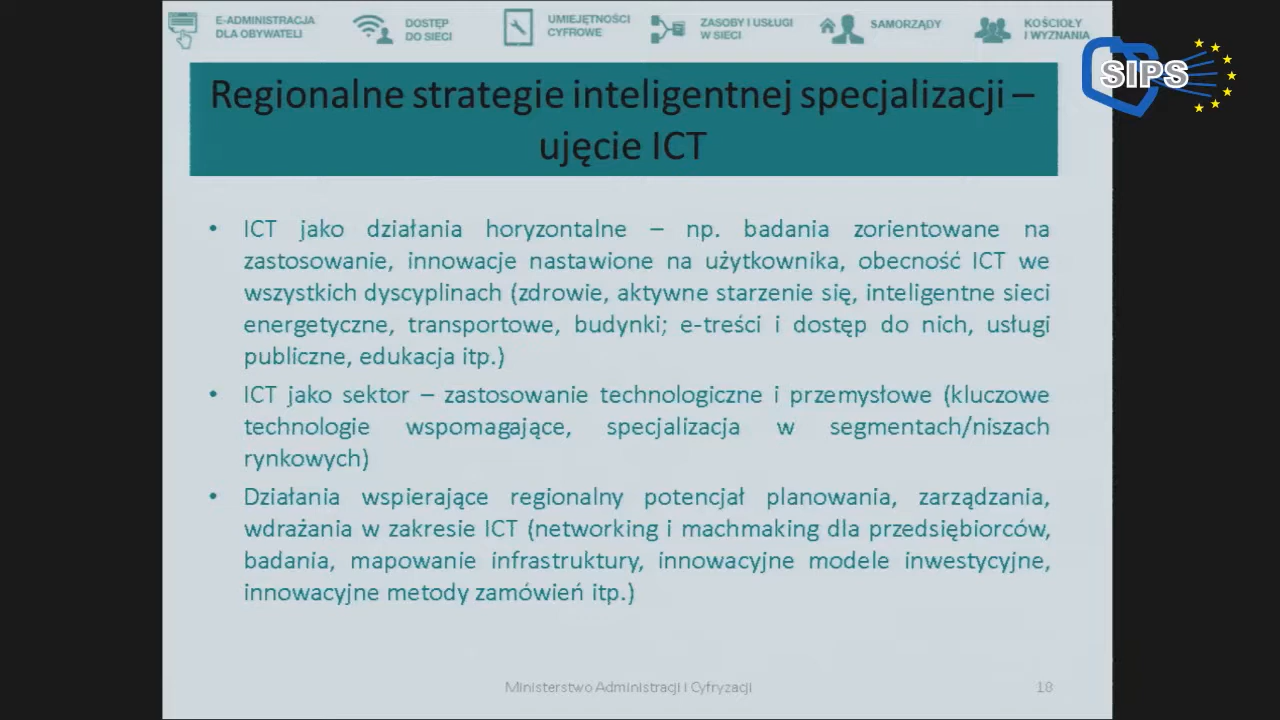 E-ADMINISTRACJA
DLA OBYWATELI
DOSTĘP
DO SIECI
UMIEJĘTNOŚCI
CYFROWE
ZASOBY I USŁUGI
W SIECI
SAMORZĄDY
KOŚCIOŁY
I WYZNANIA
SIPS
Regionalne strategie inteligentnej specjalizacji –
ujęcie ICT
• ICT jako działania horyzontalne – np. badania zorientowane na
zastosowanie, innowacje nastawione na użytkownika, obecność ICT we
wszystkich dyscyplinach (zdrowie, aktywne starzenie się, inteligentne sieci
energetyczne, transportowe, budynki; e-treści i dostęp do nich, usługi
publiczne, edukacja itp.)
• ICT jako sektor – zastosowanie technologiczne i przemysłowe (kluczowe
technologie wspomagające, specjalizacja w segmentach/niszach
rynkowych)
• Działania wspierające regionalny potencjał planowania, zarządzania,
wdrażania w zakresie ICT (networking i machmaking dla przedsiębiorców,
badania, mapowanie infrastruktury, innowacyjne modele inwestycyjne,
innowacyjne metody zamówień itp.)
Ministerstwo Administracji i Cyfryzacji
18